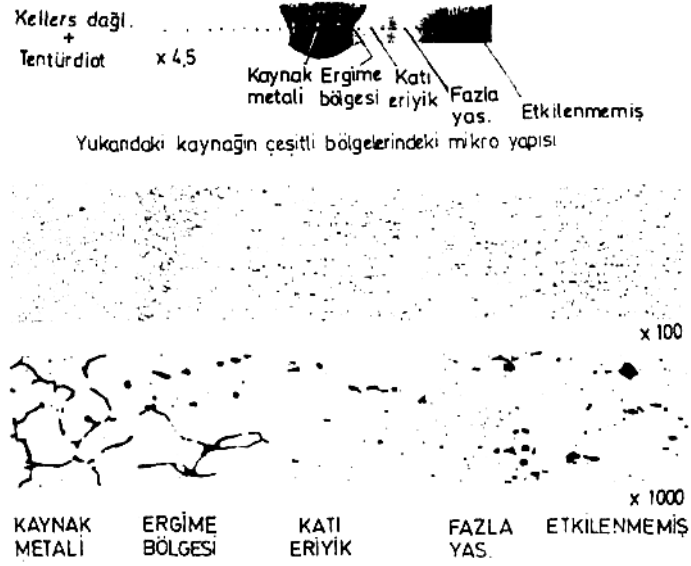 Kellers dağl.
+
Tentürdiot x 4,5
Kaynak metali
Ergime bölgesi
Katı eriyik
Fazla yas.
Etkilenmemiş
Yukarıdaki kaynağın çeşitli bölgelerindeki mikro yapısı
x 100
x 1000
KAYNAK METALİ
ERGİME BÖLGESİ
KATI ERİYİK
FAZLA YAS.
ETKİLENMEMİŞ